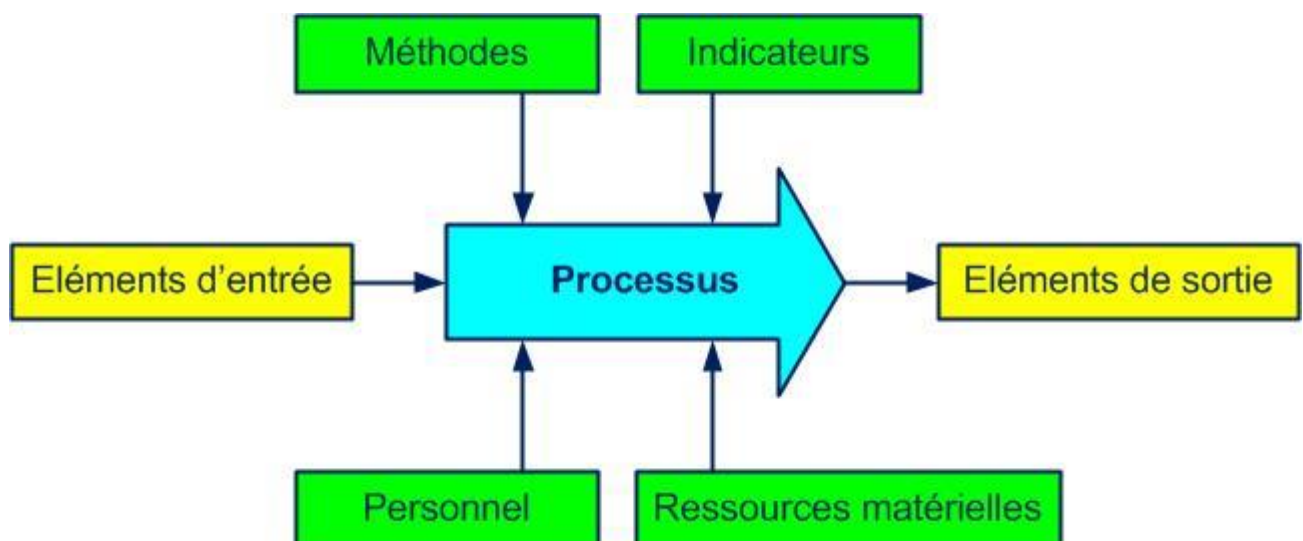 Méthodes
Indicateurs
Eléments d'entrée
Processus
Eléments de sortie
Personnel
Ressources matérielles